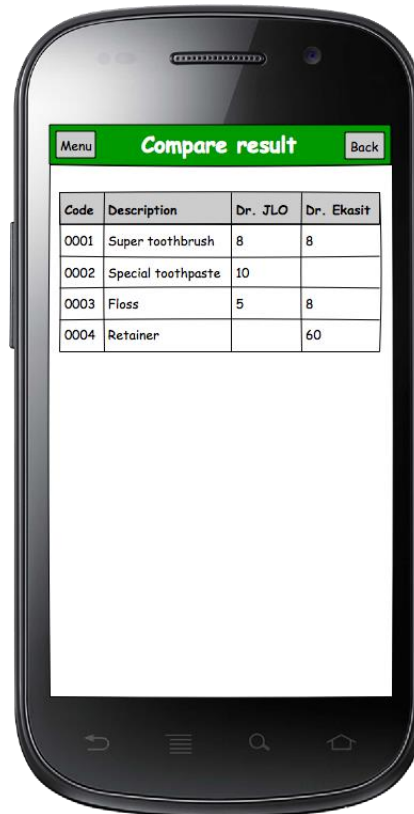 Menu Compare result Back
Code Description Dr. JLO Dr. Ekasit
0001 Super toothbrush 8 8
0002 Special toothpaste 10
0003 Floss 5 8
0004 Retainer 60